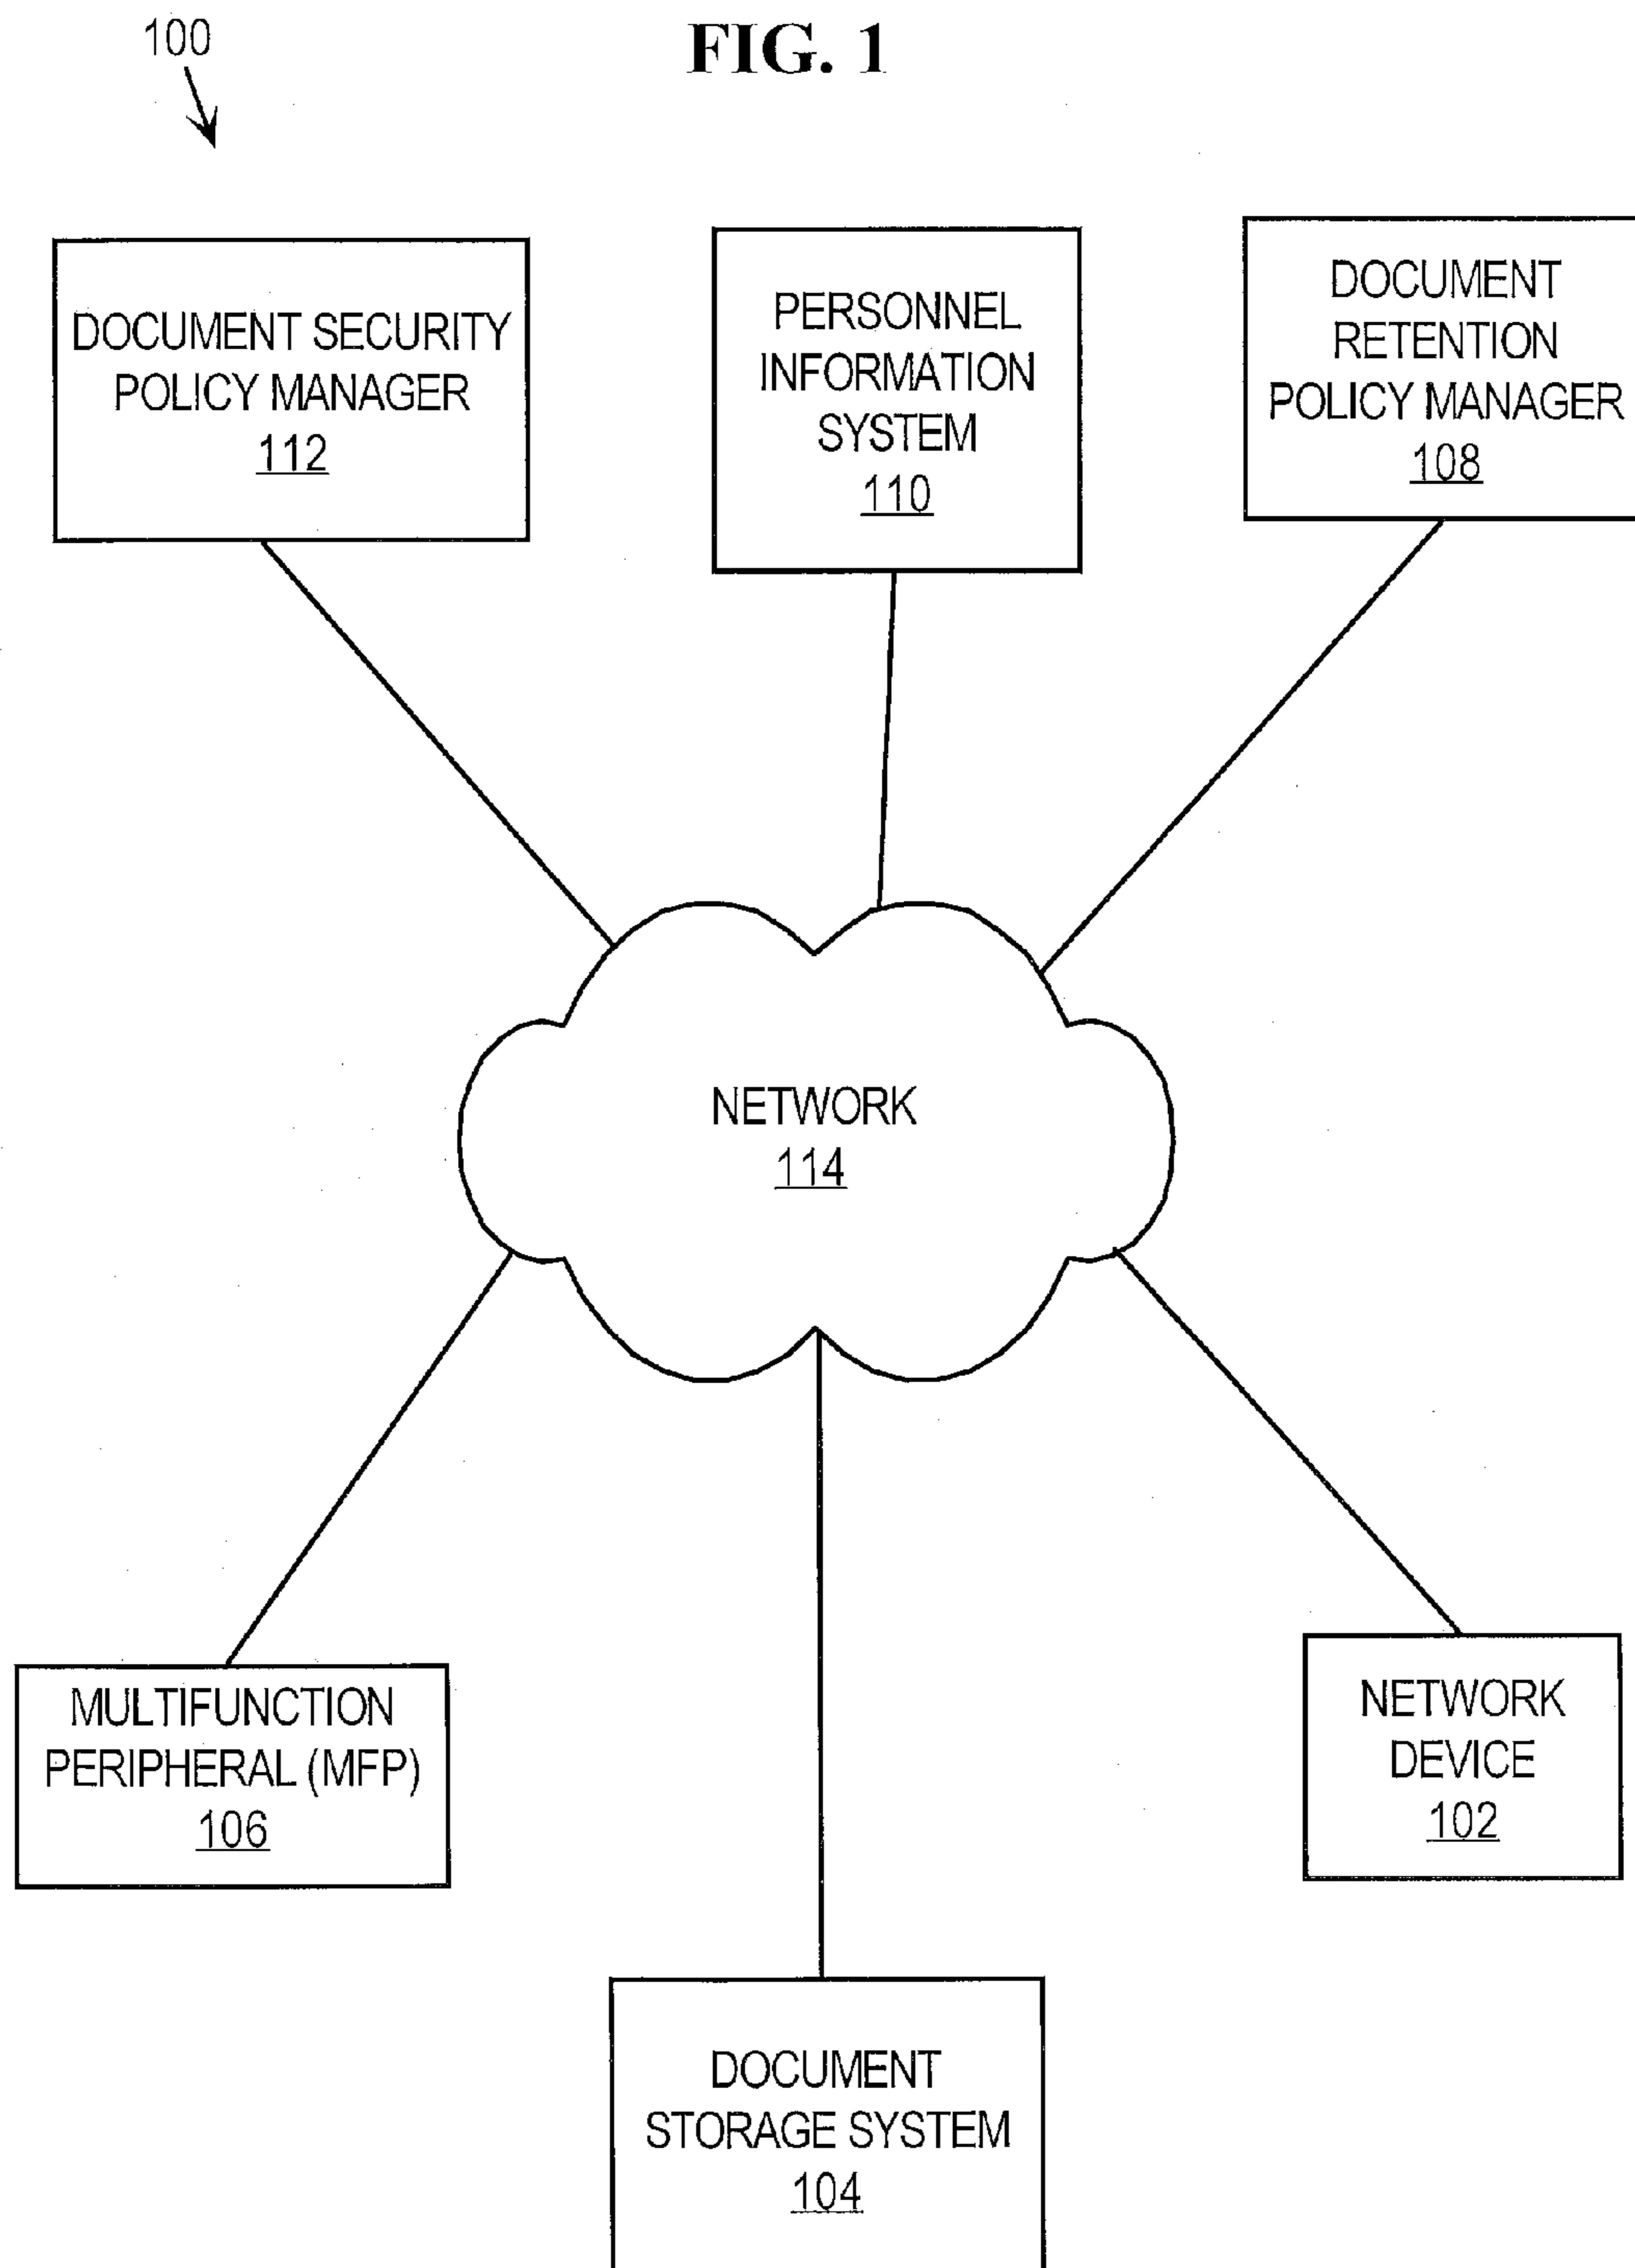 100
FIG. 1
DOCUMENT SECURITY
POLICY MANAGER
112
PERSONNEL
INFORMATION
SYSTEM
110
DOCUMENT
RETENTION
POLICY MANAGER
108
NETWORK
114
MULTIFUNCTION
PERIPHERAL (MFP)
106
NETWORK
DEVICE
102
DOCUMENT
STORAGE SYSTEM
104